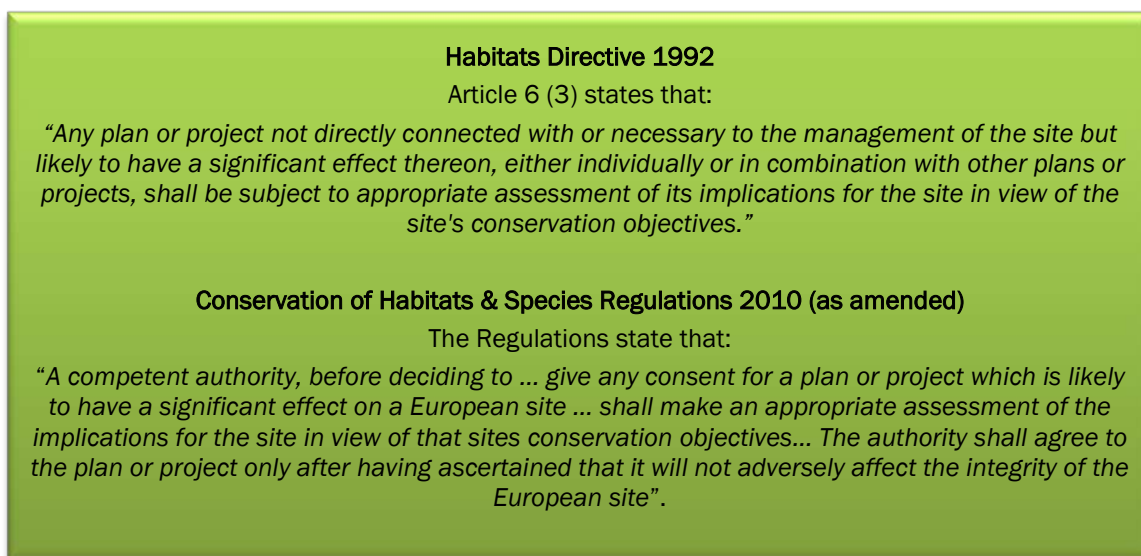 Habitats Directive 1992
Article 6 (3) states that:
“Any plan or project not directly connected with or necessary to the management of the site but
likely to have a significant effect thereon, either individually or in combination with other plans or
projects, shall be subject to appropriate assessment of its implications for the site in view of the
site's conservation objectives.”
Conservation of Habitats & Species Regulations 2010 (as amended)
The Regulations state that:
“A competent authority, before deciding to … give any consent for a plan or project which is likely
to have a significant effect on a European site … shall make an appropriate assessment of the
implications for the site in view of that sites conservation objectives… The authority shall agree to
the plan or project only after having ascertained that it will not adversely affect the integrity of the
European site”.